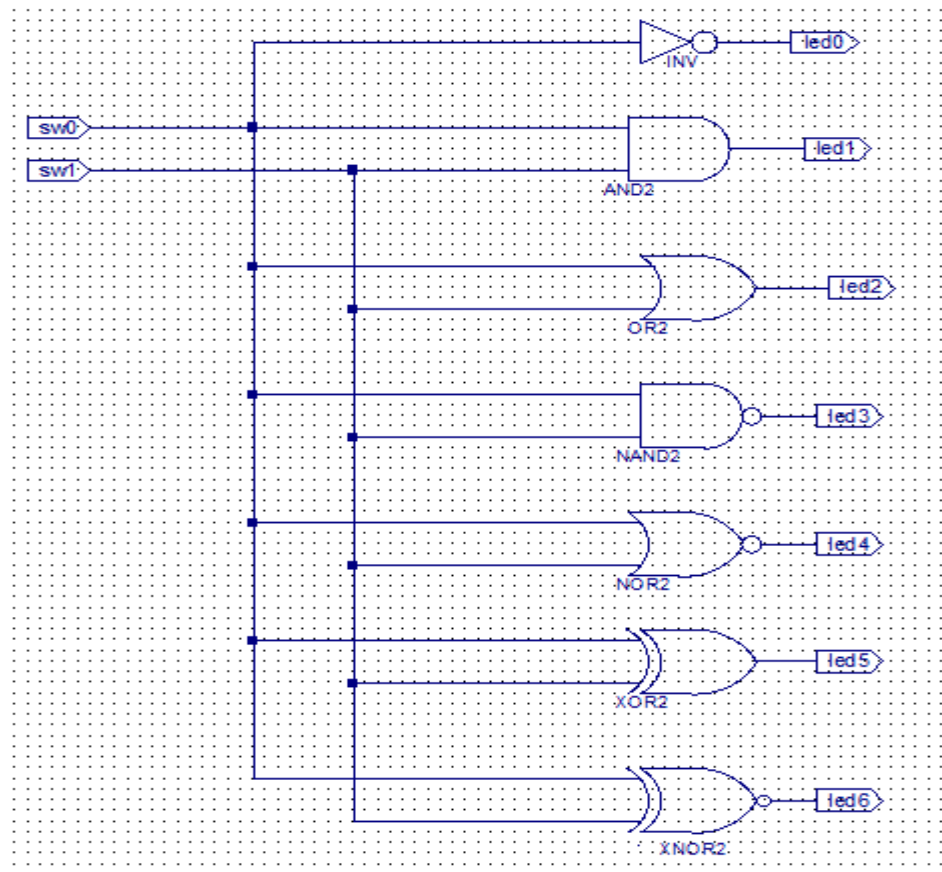 led0
INV
sw0
led1
sw1
AND2
led2
OR2
led3
NAND2
led4
NOR2
led5
XOR2
led6
XNOR2